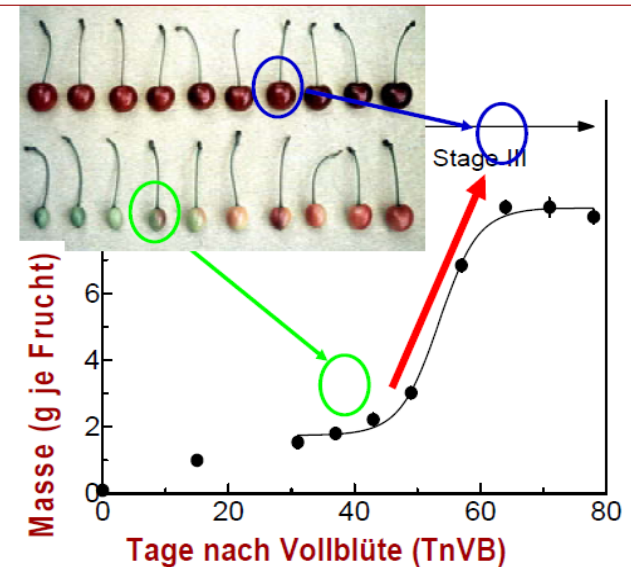 Stage III
6
4
2
0
0 20 40 60 80
Masse (g je Frucht)
Tage nach Vollblüte (TnVB)